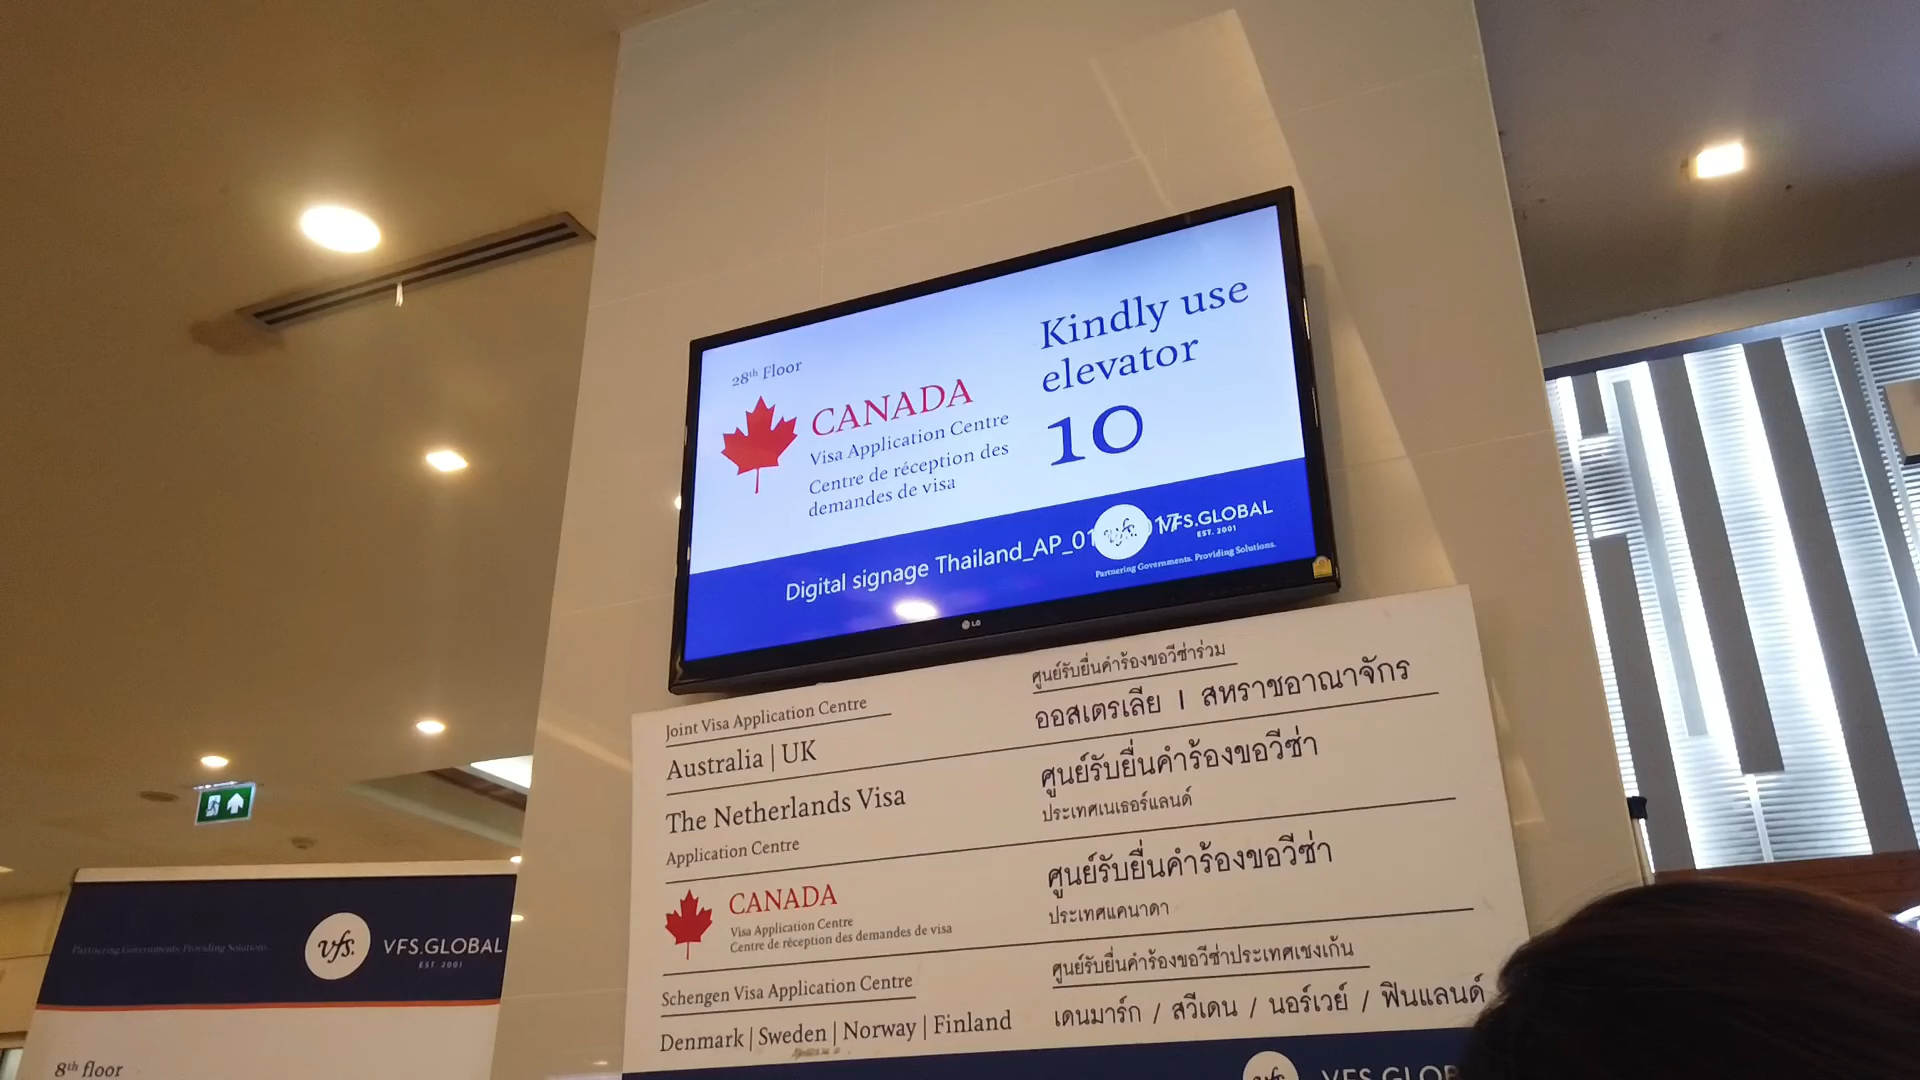 28th Floor
CANADA
Visa Application Centre
Centre de réception des
demandes de visa
Kindly use
elevator
10
Digital signage Thailand_AP_01
vfs.
VFS.GLOBAL
EST. 2001
Partnering Governments. Providing Solutions.
LG
Joint Visa Application Centre
Australia | UK
ศูนย์รับยื่นคำร้องขอวีซ่าร่วม
ออสเตรเลีย | สหราชอาณาจักร
The Netherlands Visa
Application Centre
ศูนย์รับยื่นคำร้องขอวีซ่า
ประเทศเนเธอร์แลนด์
CANADA
Visa Application Centre
Centre de réception des demandes de visa
ศูนย์รับยื่นคำร้องขอวีซ่า
ประเทศแคนาดา
Schengen Visa Application Centre
Denmark | Sweden | Norway | Finland
ศูนย์รับยื่นคำร้องขอวีซ่าประเทศเชงเก้น
เดนมาร์ก / สวีเดน / นอร์เวย์ / ฟินแลนด์
vfs.
VFS.GLOB
Partnering Governments. Providing Solutions.
vfs.
VFS.GLOBAL
EST. 2001
8th floor